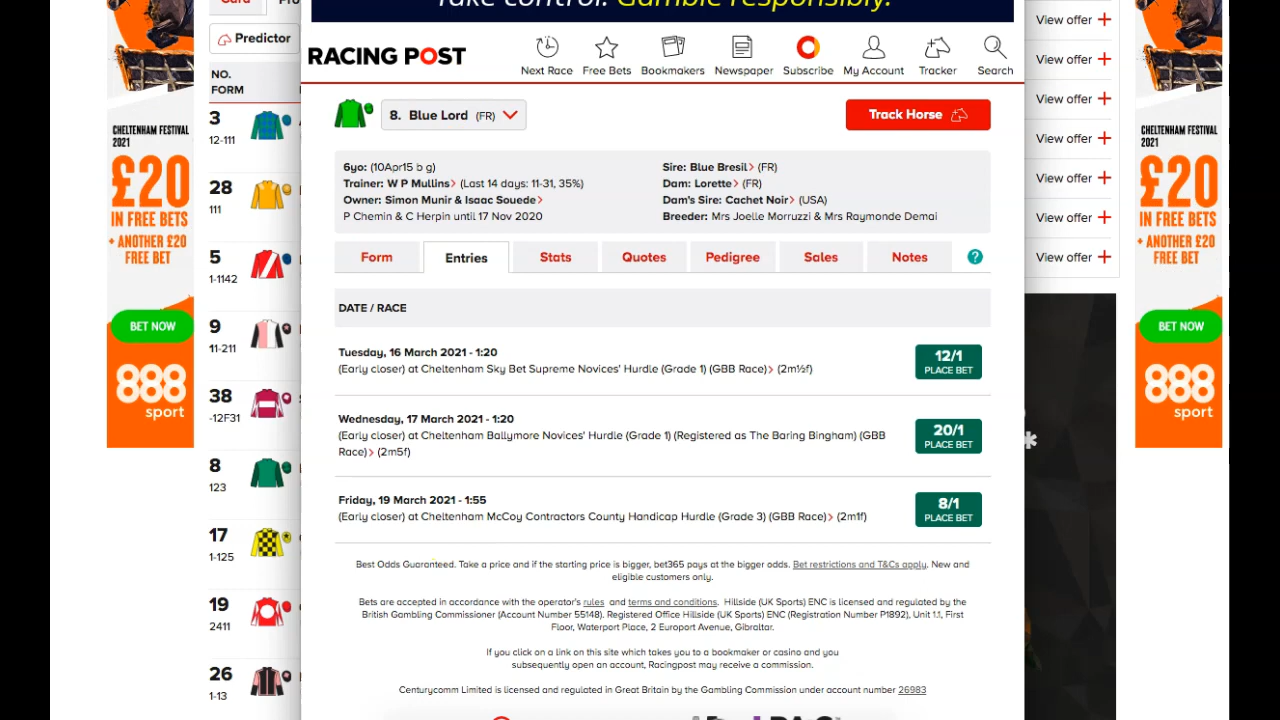 Take control. Gamble responsibly.
Card
Pro
Predictor
NO.
FORM
3
12-111
28
111
5
1-1142
9
11-211
38
-12F31
8
123
17
1-125
19
2411
26
1-13
CHELTENHAM FESTIVAL
2021
£20
IN FREE BETS
+ ANOTHER £20
FREE BET
BET NOW
888
sport
RACING POST
Next Race
Free Bets
Bookmakers
Newspaper
Subscribe
My Account
Tracker
Search
8. Blue Lord (FR)
Track Horse
6yo: (10Apr15 b g)
Trainer: W P Mullins> (Last 14 days: 11-31, 35%)
Owner: Simon Munir & Isaac Souede>
P Chemin & C Herpin until 17 Nov 2020
Sire: Blue Bresil> (FR)
Dam: Lorette> (FR)
Dam's Sire: Cachet Noir> (USA)
Breeder: Mrs Joelle Morruzzi & Mrs Raymonde Demai
Form
Entries
Stats
Quotes
Pedigree
Sales
Notes
?
DATE / RACE
Tuesday, 16 March 2021 - 1:20
(Early closer) at Cheltenham Sky Bet Supreme Novices' Hurdle (Grade 1) (GBB Race)> (2m½f)
12/1
PLACE BET
Wednesday, 17 March 2021 - 1:20
(Early closer) at Cheltenham Ballymore Novices' Hurdle (Grade 1) (Registered as The Baring Bingham) (GBB
Race)> (2m5f)
20/1
PLACE BET
Friday, 19 March 2021 - 1:55
(Early closer) at Cheltenham McCoy Contractors County Handicap Hurdle (Grade 3) (GBB Race)> (2m1f)
8/1
PLACE BET
Best Odds Guaranteed. Take a price and if the starting price is bigger, bet365 pays at the bigger odds. Bet restrictions and T&Cs apply. New and
eligible customers only.
Bets are accepted in accordance with the operator's rules and terms and conditions. Hillside (UK Sports) ENC is licensed and regulated by the
British Gambling Commissioner (Account Number 55148). Registered Office Hillside (UK Sports) ENC (Registration Number P1892), Unit 1.1, First
Floor, Waterport Place, 2 Europort Avenue, Gibraltar.
If you click on a link on this site which takes you to a bookmaker or casino and you
subsequently open an account, Racingpost may receive a commission.
Centurycomm Limited is licensed and regulated in Great Britain by the Gambling Commission under account number 26983
View offer +
View offer +
View offer +
View offer +
View offer +
View offer +
View offer +
*
CHELTENHAM FESTIVAL
2021
£20
IN FREE BETS
+ ANOTHER £20
FREE BET
BET NOW
888
sport